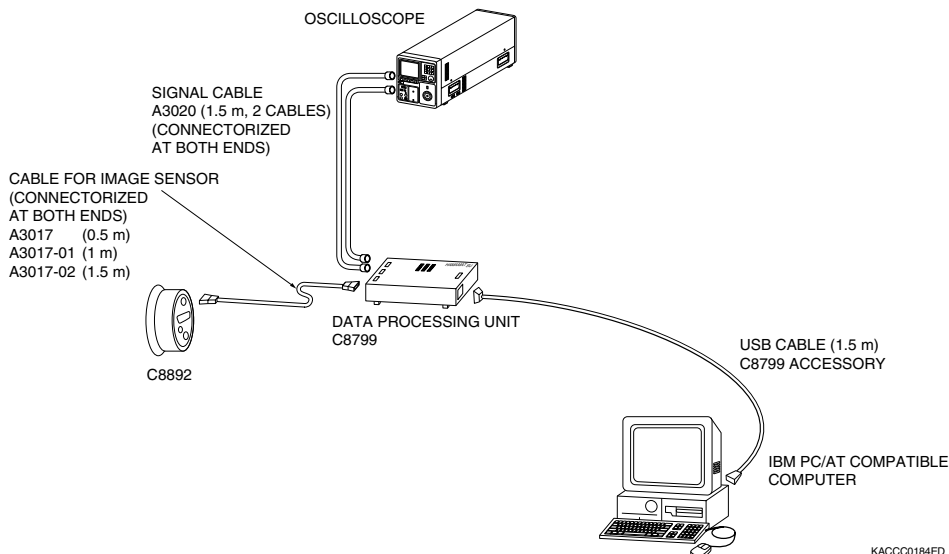 OSCILLOSCOPE
SIGNAL CABLE
A3020 (1.5 m, 2 CABLES)
(CONNECTORIZED
AT BOTH ENDS)
CABLE FOR IMAGE SENSOR
(CONNECTORIZED
AT BOTH ENDS)
A3017 (0.5 m)
A3017-01 (1 m)
A3017-02 (1.5 m)
C8892
DATA PROCESSING UNIT
C8799
USB CABLE (1.5 m)
C8799 ACCESSORY
IBM PC/AT COMPATIBLE
COMPUTER
KACCC0184ED